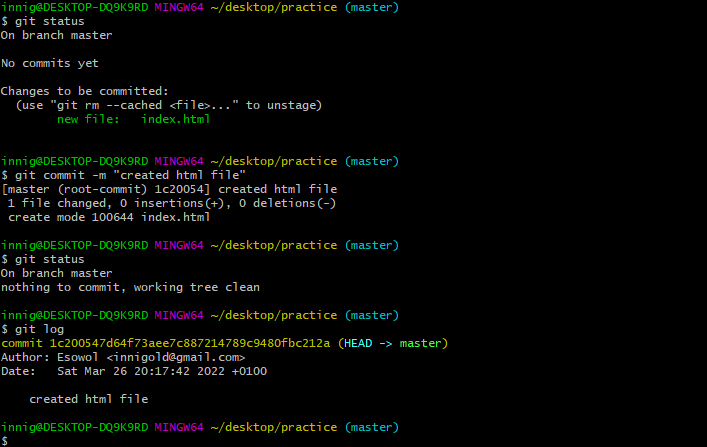 innig@DESKTOP-DQ9K9RD MINGW64 ~/desktop/practice (master)
$ git status
On branch master
No commits yet
Changes to be committed:
  (use "git rm --cached <file>..." to unstage)
        new file:   index.html
innig@DESKTOP-DQ9K9RD MINGW64 ~/desktop/practice (master)
$ git commit -m "created html file"
[master (root-commit) 1c20054] created html file
 1 file changed, 0 insertions(+), 0 deletions(-)
 create mode 100644 index.html
innig@DESKTOP-DQ9K9RD MINGW64 ~/desktop/practice (master)
$ git status
On branch master
nothing to commit, working tree clean
innig@DESKTOP-DQ9K9RD MINGW64 ~/desktop/practice (master)
$ git log
commit 1c200547d64f73aee7c887214789c9480fbc212a (HEAD -> master)
Author: Esowol <innigold@gmail.com>
Date:   Sat Mar 26 20:17:42 2022 +0100
    created html file
innig@DESKTOP-DQ9K9RD MINGW64 ~/desktop/practice (master)
$